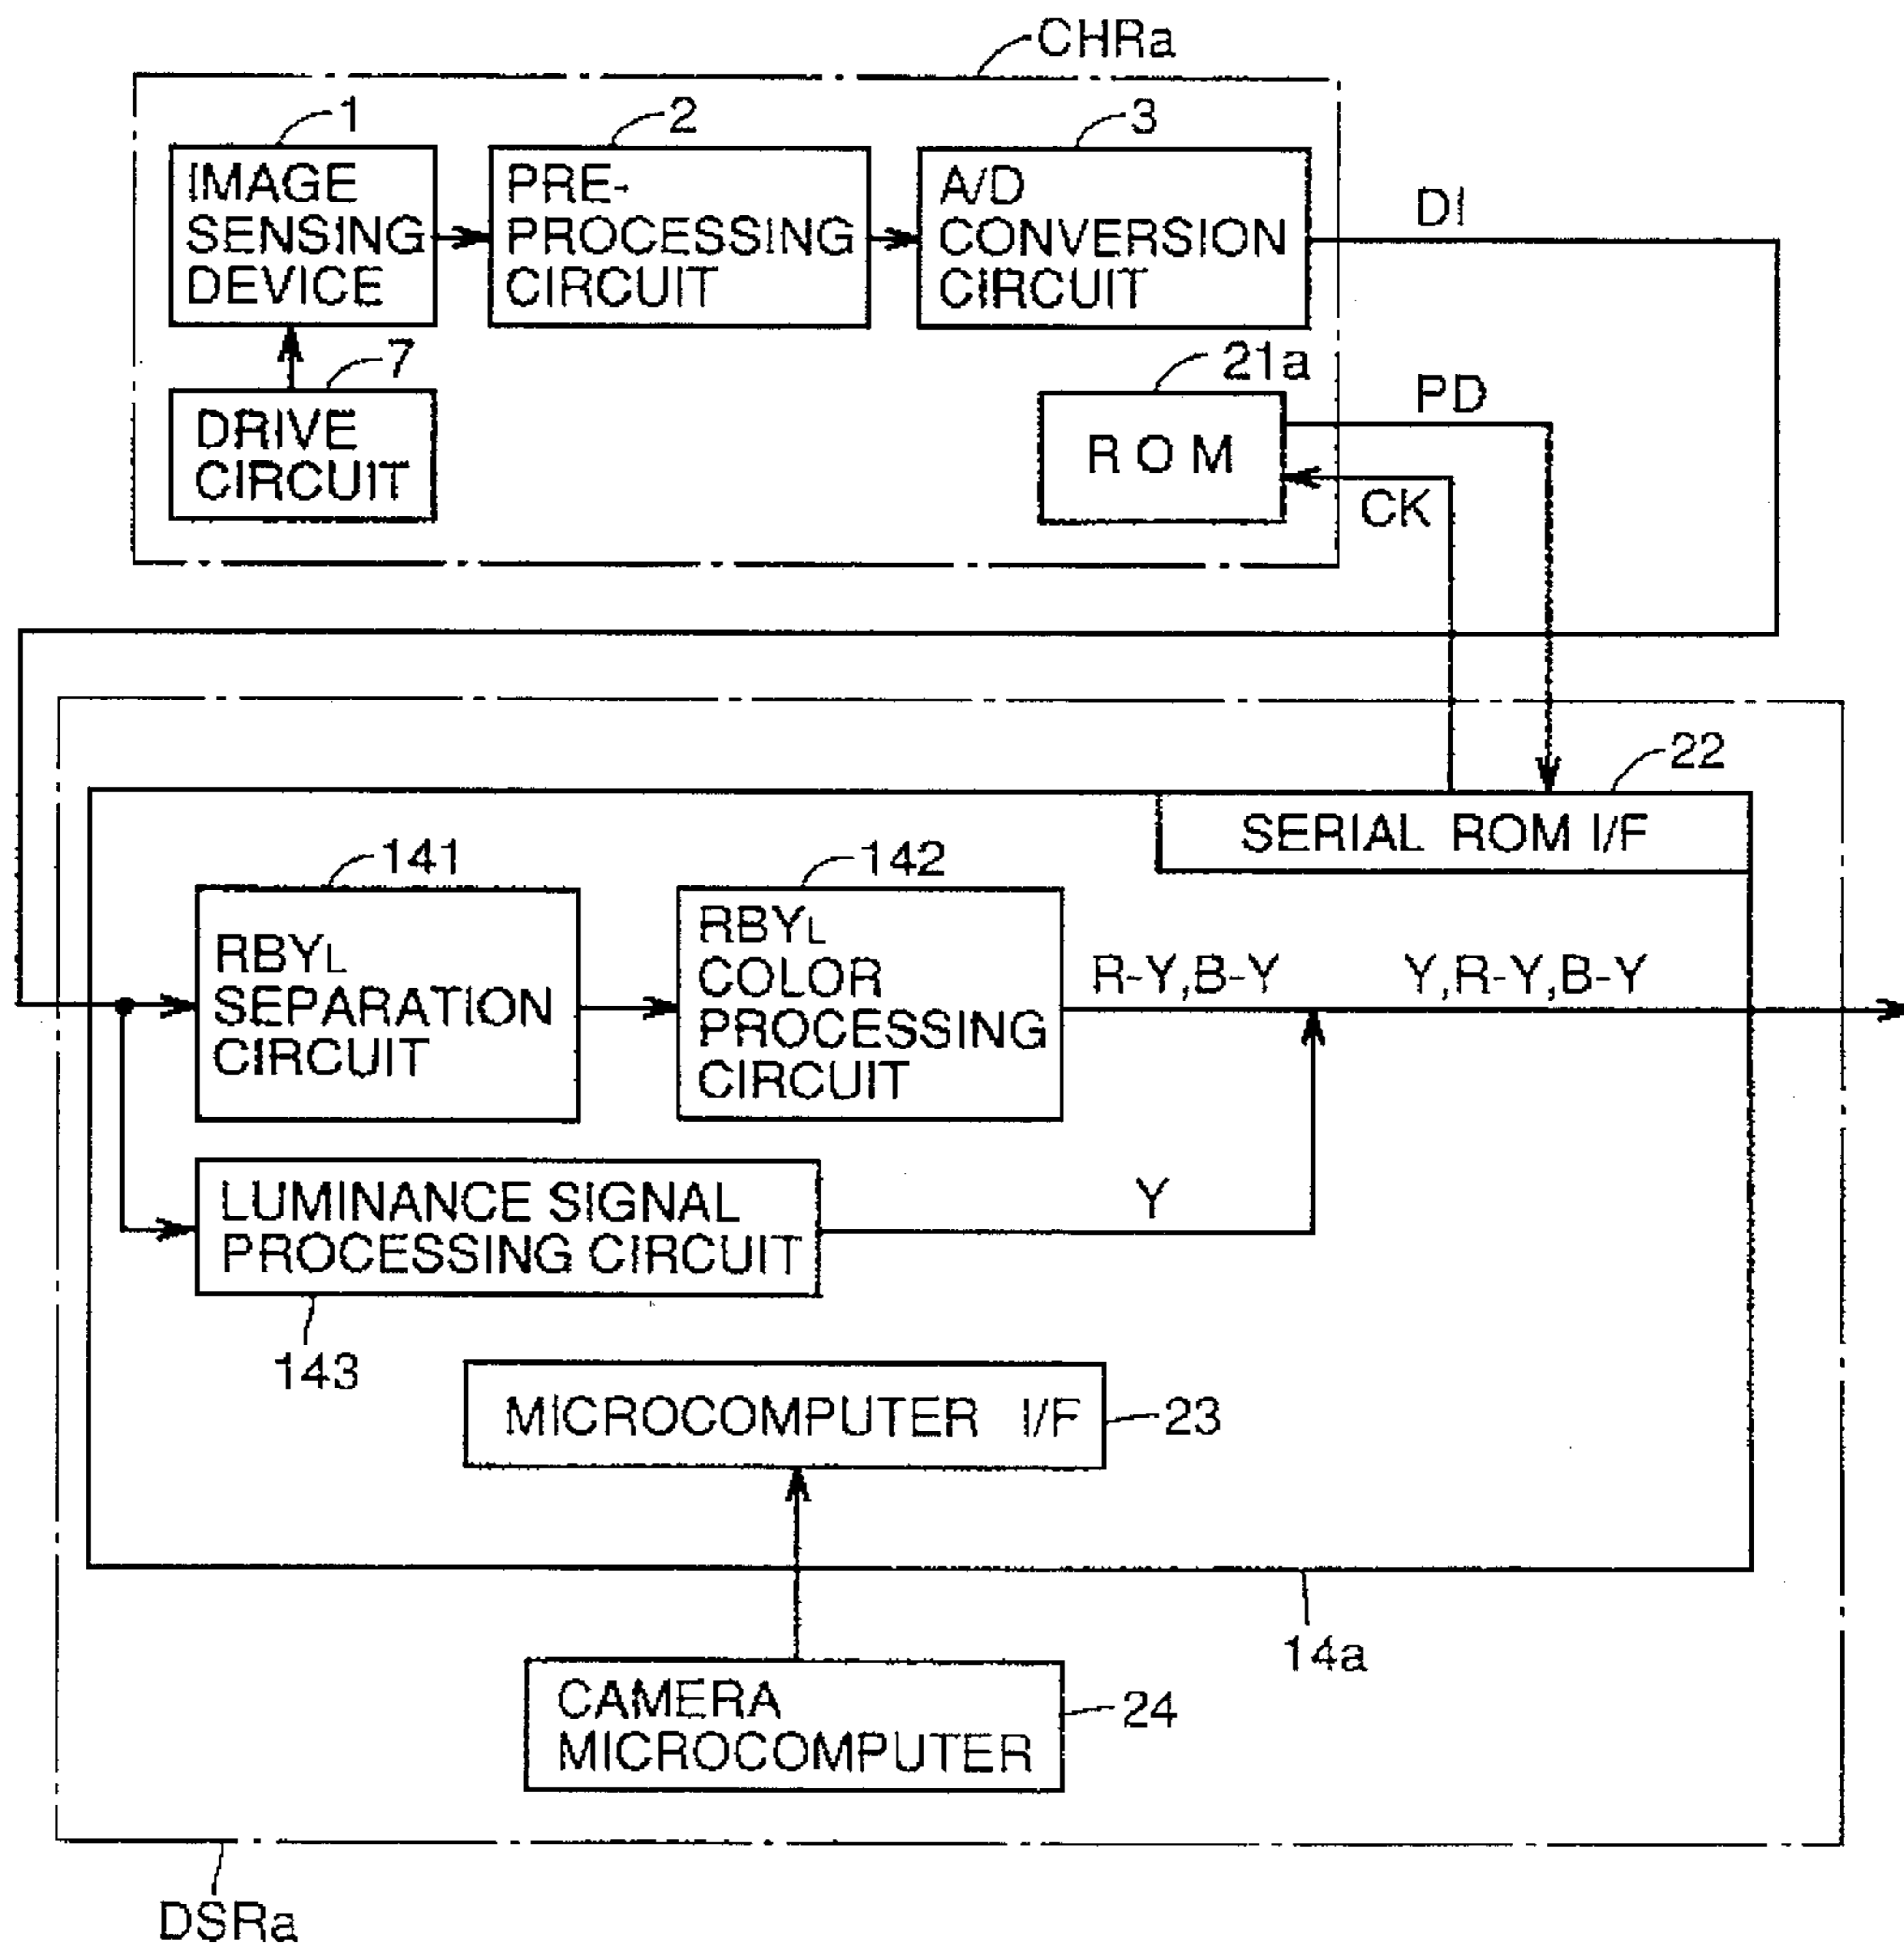 CHRa
1
2
3
IMAGE
SENSING
DEVICE
PRE-
PROCESSING
CIRCUIT
A/D
CONVERSION
CIRCUIT
DI
7
DRIVE
CIRCUIT
21a
ROM
PD
CK
22
SERIAL ROM I/F
141
RBYL
SEPARATION
CIRCUIT
142
RBYL
COLOR
PROCESSING
CIRCUIT
R-Y,B-Y
Y,R-Y,B-Y
LUMINANCE SIGNAL
PROCESSING CIRCUIT
Y
143
MICROCOMPUTER I/F
23
14a
CAMERA
MICROCOMPUTER
24
DSRa